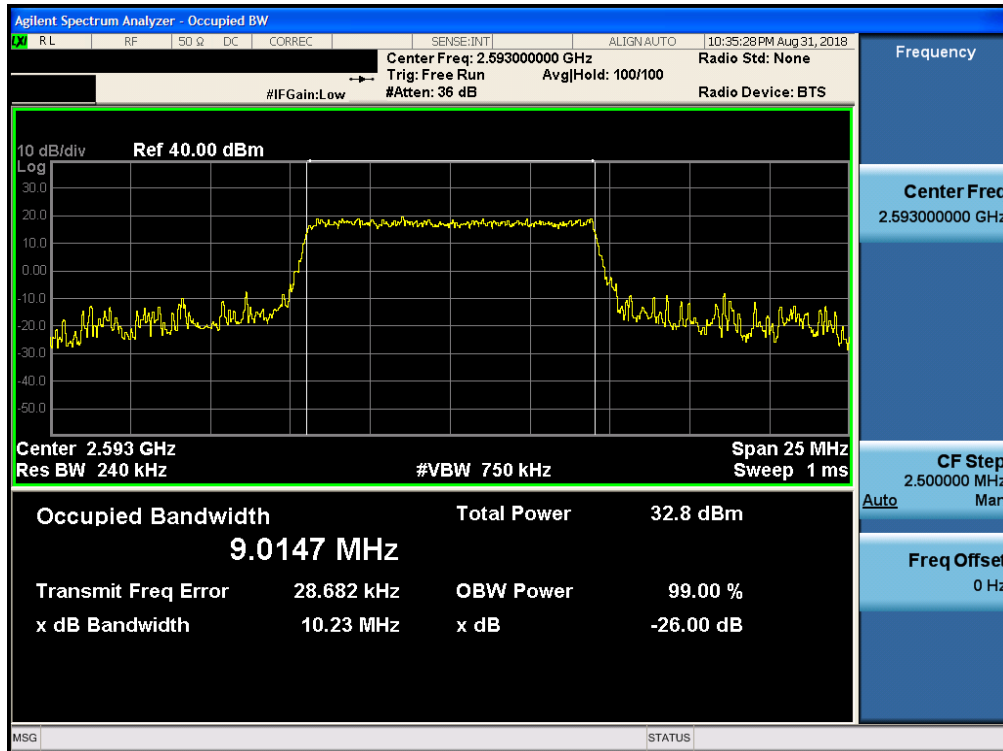 Agilent Spectrum Analyzer - Occupied BW
LXI RL RF 50 Ω DC CORREC SENSE:INT ALIGN AUTO 10:35:28 PM Aug 31, 2018
Center Freq: 2.593000000 GHz Radio Std: None
Trig: Free Run Avg|Hold: 100/100
#IFGain:Low #Atten: 36 dB Radio Device: BTS
10 dB/div Ref 40.00 dBm
Log
30.0
20.0
10.0
0.00
-10.0
-20.0
-30.0
-40.0
-50.0
Center 2.593 GHz Span 25 MHz
Res BW 240 kHz #VBW 750 kHz Sweep 1 ms
Occupied Bandwidth Total Power 32.8 dBm
9.0147 MHz
Transmit Freq Error 28.682 kHz OBW Power 99.00 %
x dB Bandwidth 10.23 MHz x dB -26.00 dB
Frequency
Center Freq
2.593000000 GHz
CF Step
2.500000 MHz
Auto Man
Freq Offset
0 Hz
MSG STATUS